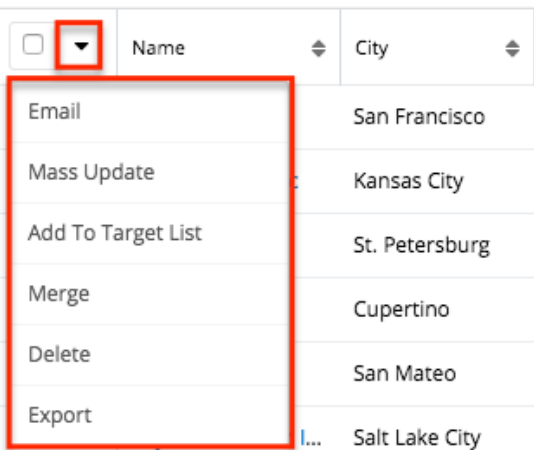 Name City
Email
San Francisco
Mass Update
Kansas City
Add To Target List
St. Petersburg
Merge
Cupertino
Delete
San Mateo
Export
l... Salt Lake City